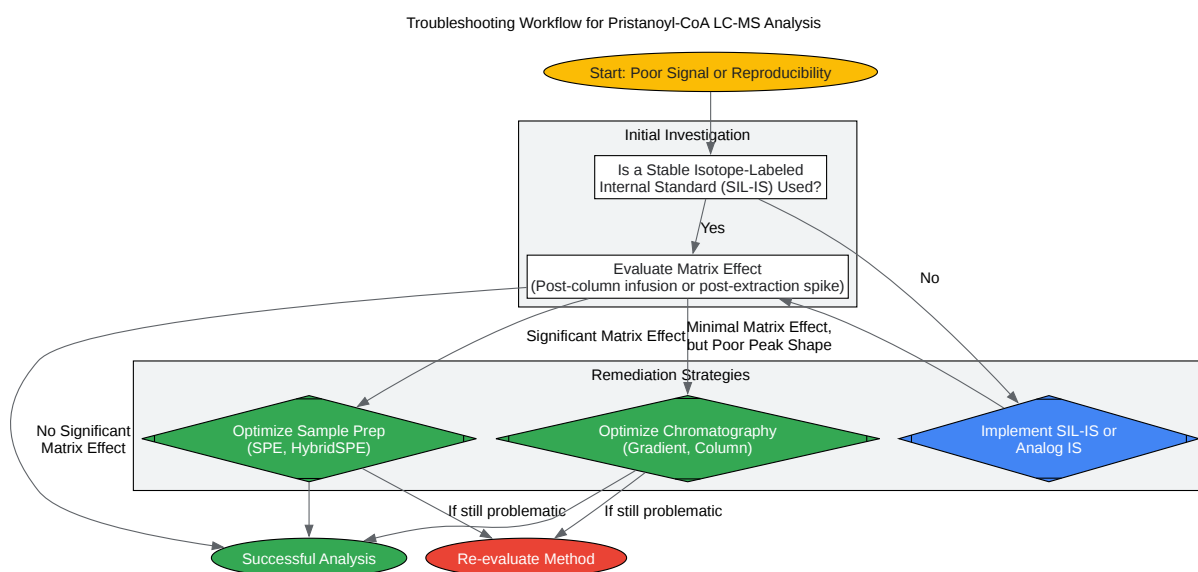 Troubleshooting Workflow for Pristanoyl-CoA LC-MS Analysis
Start: Poor Signal or Reproducibility
Initial Investigation
Is a Stable Isotope-Labeled
Internal Standard (SIL-IS) Used?
Yes
No
Evaluate Matrix Effect
(Post-column infusion or post-extraction spike)
Significant Matrix Effect
Minimal Matrix Effect,
but Poor Peak Shape
Remediation Strategies
No Significant
Matrix Effect
Optimize Sample Prep
(SPE, HybridSPE)
Optimize Chromatography
(Gradient, Column)
Implement SIL-IS or
Analog IS
If still problematic
If still problematic
Successful Analysis
Re-evaluate Method